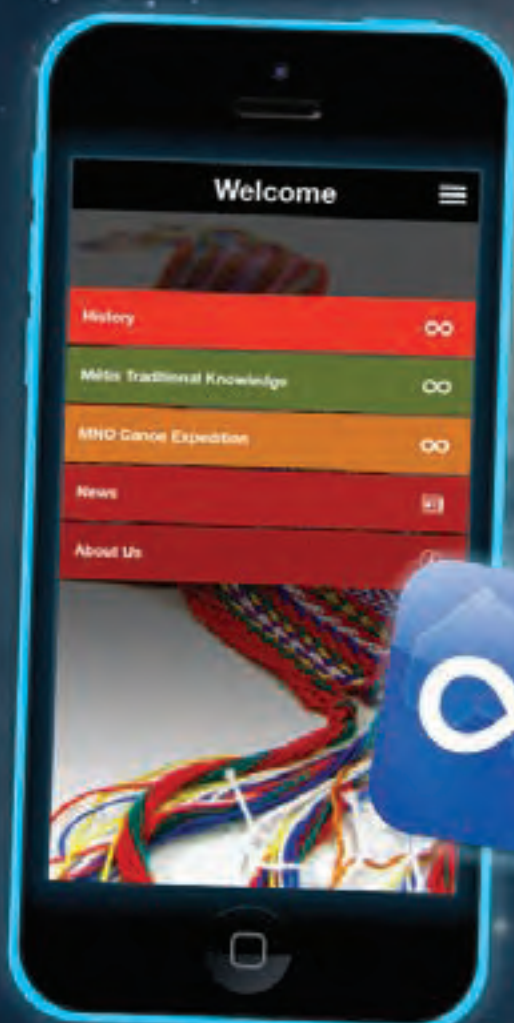 Welcome
History
Métis Traditional Knowledge
MNO Canoe Expedition
News
About Us